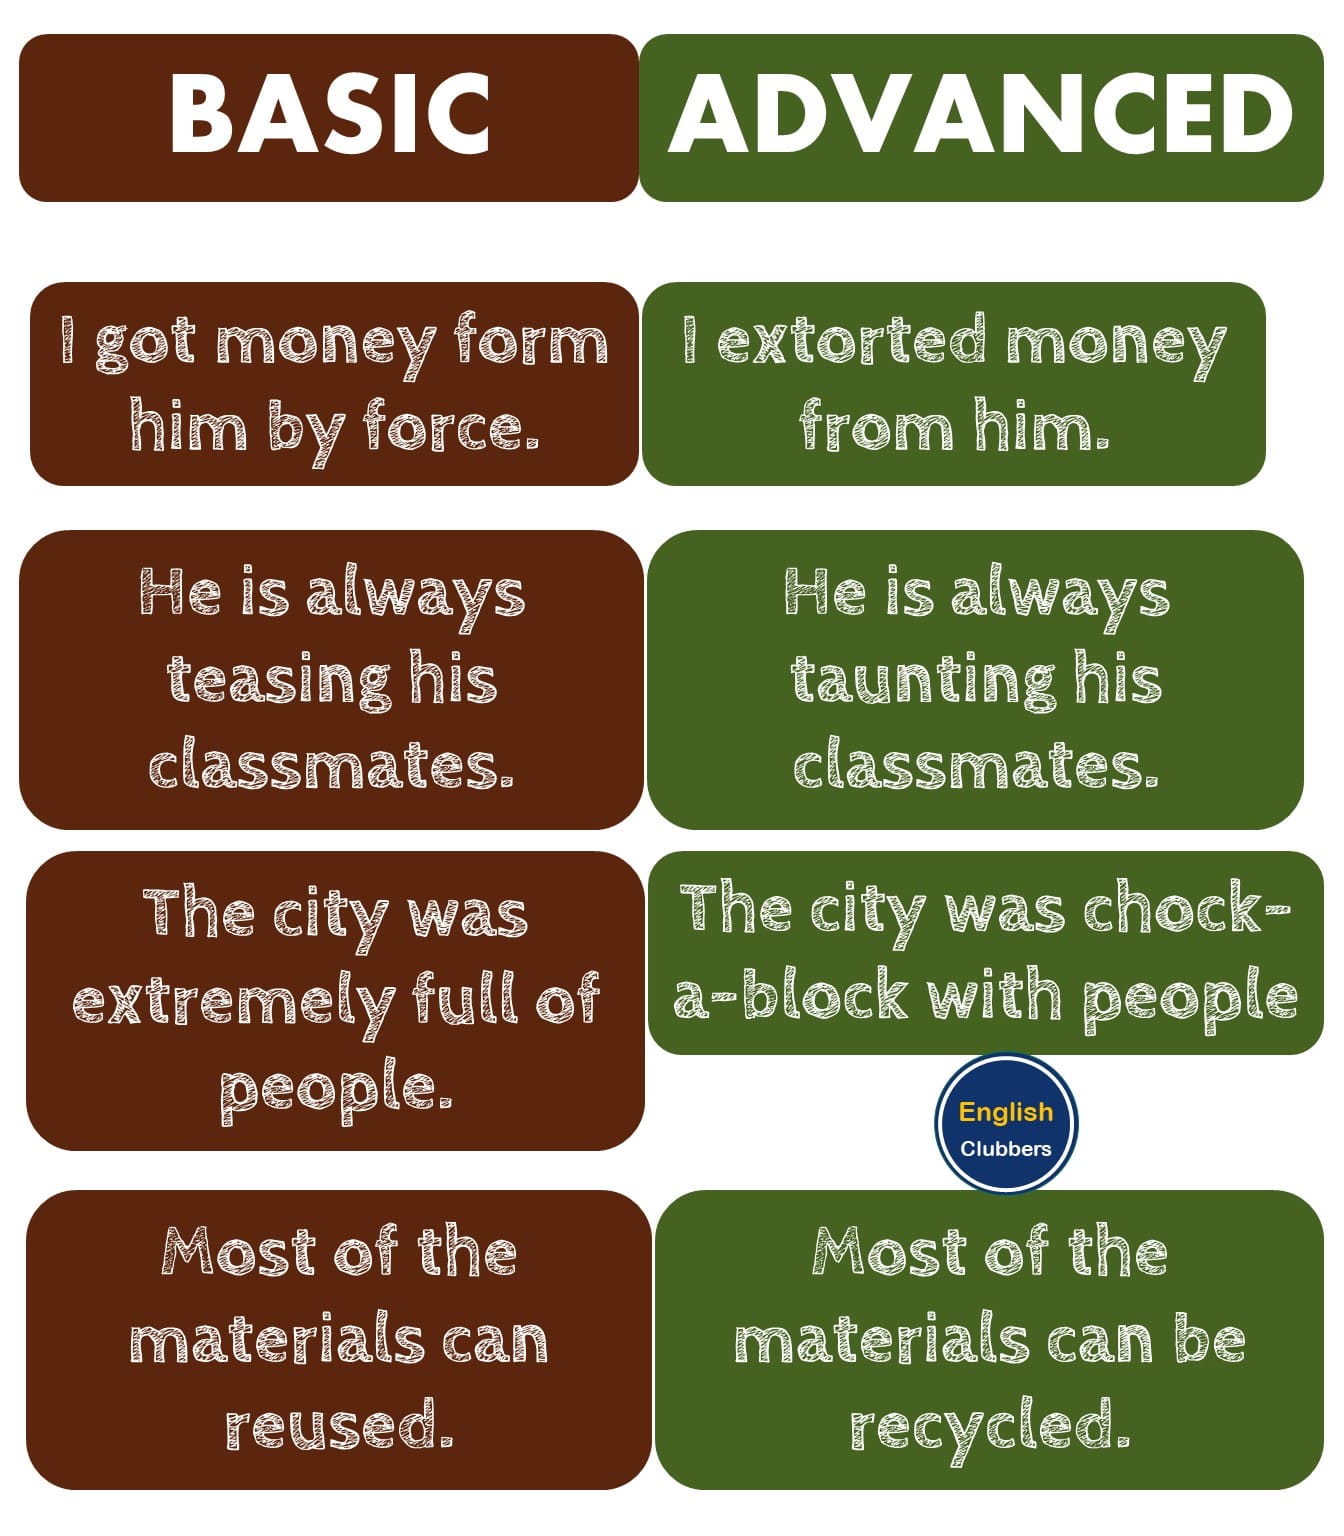 BASIC
ADVANCED
I got money form
him by force.
I extorted money
from him.
He is always
teasing his
classmates.
He is always
taunting his
classmates.
The city was
extremely full of
people.
The city was chock-
a-block with people
English
Clubbers
Most of the
materials can
reused.
Most of the
materials can be
recycled.